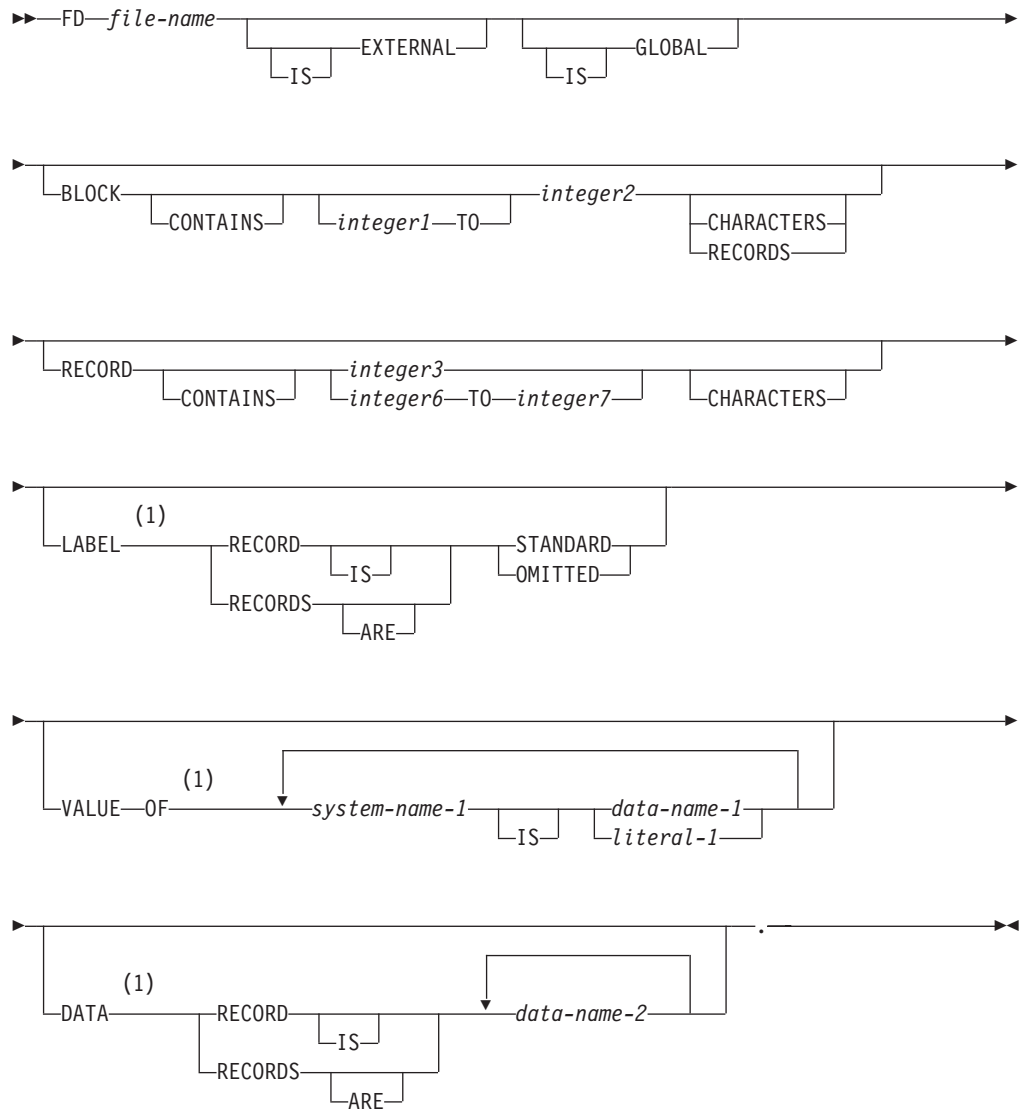 FD file-name EXTERNAL GLOBAL
IS IS
BLOCK integer2
CONTAINS integer1 TO CHARACTERS
RECORDS
RECORD integer3
CONTAINS integer6 TO integer7 CHARACTERS
(1)
LABEL RECORD STANDARD
IS OMITTED
RECORDS
ARE
(1)
VALUE OF system-name-1 data-name-1
IS literal-1
.
(1)
DATA RECORD data-name-2
IS
RECORDS
ARE